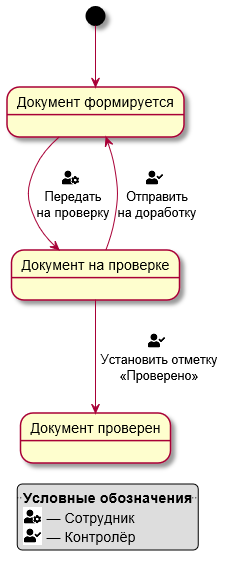 Документ формируется
Передать
на проверку
Отправить
на доработку
Документ на проверке
Установить отметку
«Проверено»
Документ проверен
Условные обозначения
— Сотрудник
— Контролёр